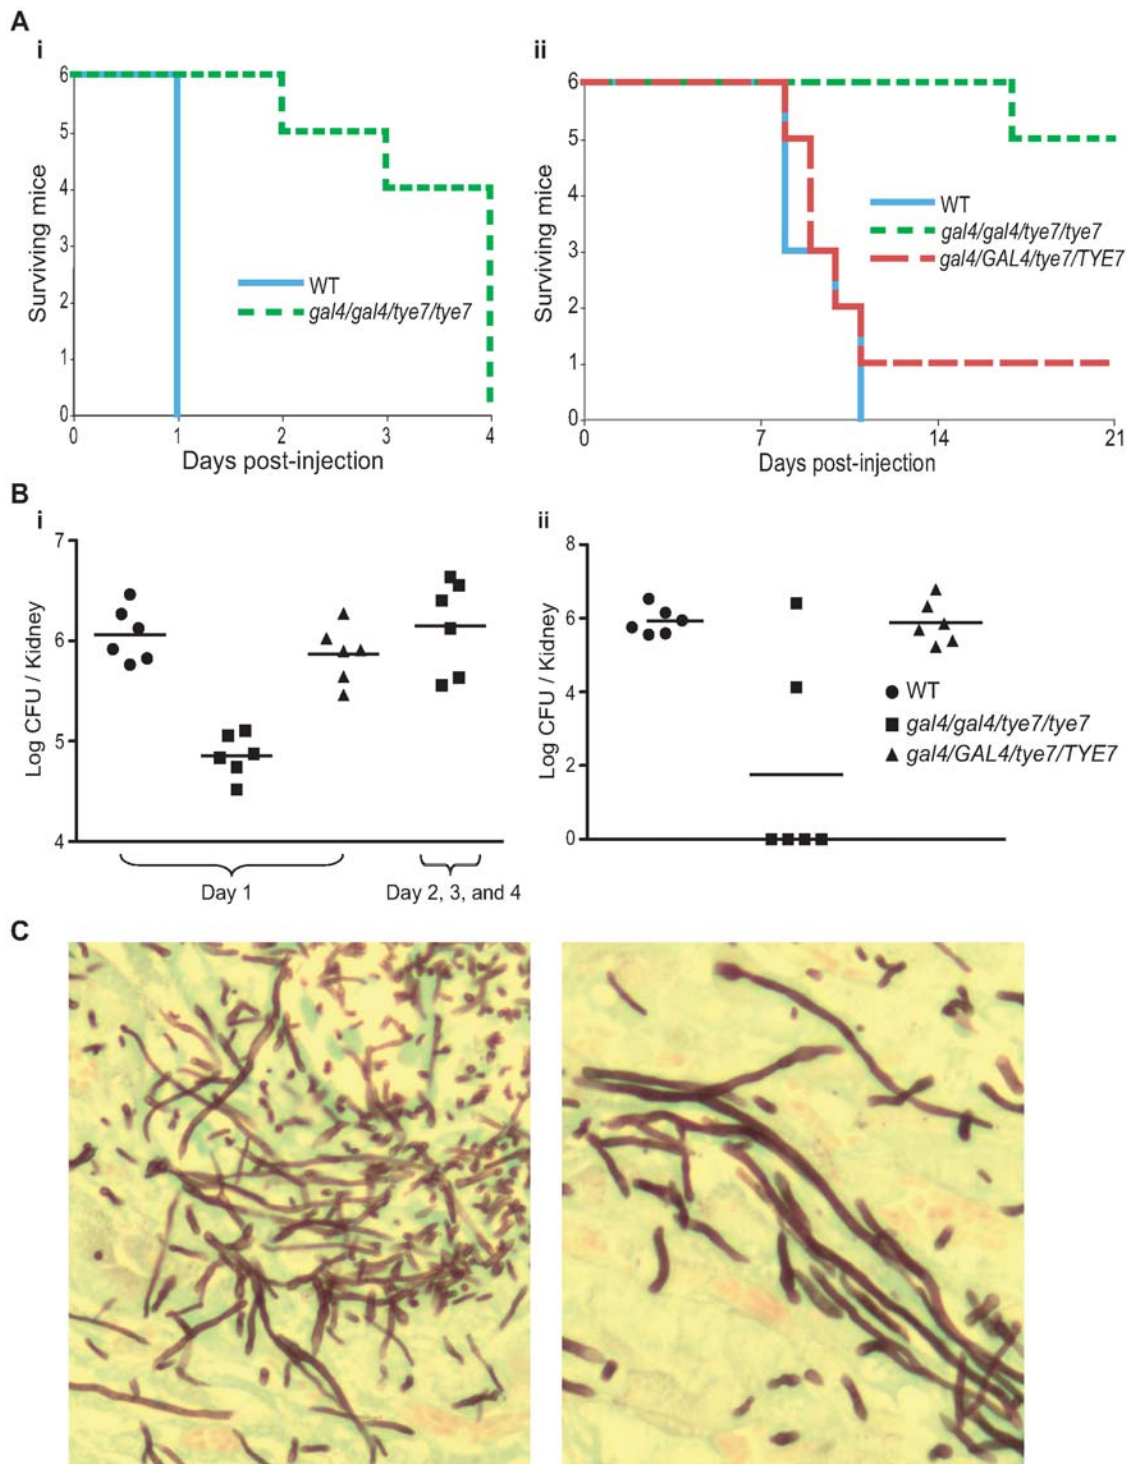 A
i
6
5
4
3
2
1
0
Surviving mice
WT
gal4/gal4/tye7/tye7
0 1 2 3 4
Days post-injection
ii
6
5
4
3
2
1
0
Surviving mice
WT
gal4/gal4/tye7/tye7
gal4/GAL4/tye7/TYE7
0 7 14 21
Days post-injection
B
i
7
6
5
4
Log CFU / Kidney
Day 1
Day 2, 3, and 4
ii
8
6
4
2
0
Log CFU / Kidney
WT
gal4/gal4/tye7/tye7
gal4/GAL4/tye7/TYE7
C